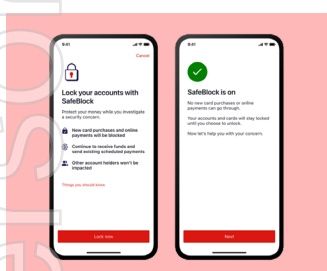 9:41
Cancel
Lock your accounts with
SafeBlock
Protect your money while you investigate
a security concern.
New card purchases and online
payments will be blocked
Continue to receive funds and
send existing scheduled payments
Other account holders won't be
impacted
Things you should know
Lock now
9:41
SafeBlock is on
No new card purchases or online
payments can go through.
Your accounts and cards will stay locked
until you choose to unlock.
Now let's help you with your concern.
Next